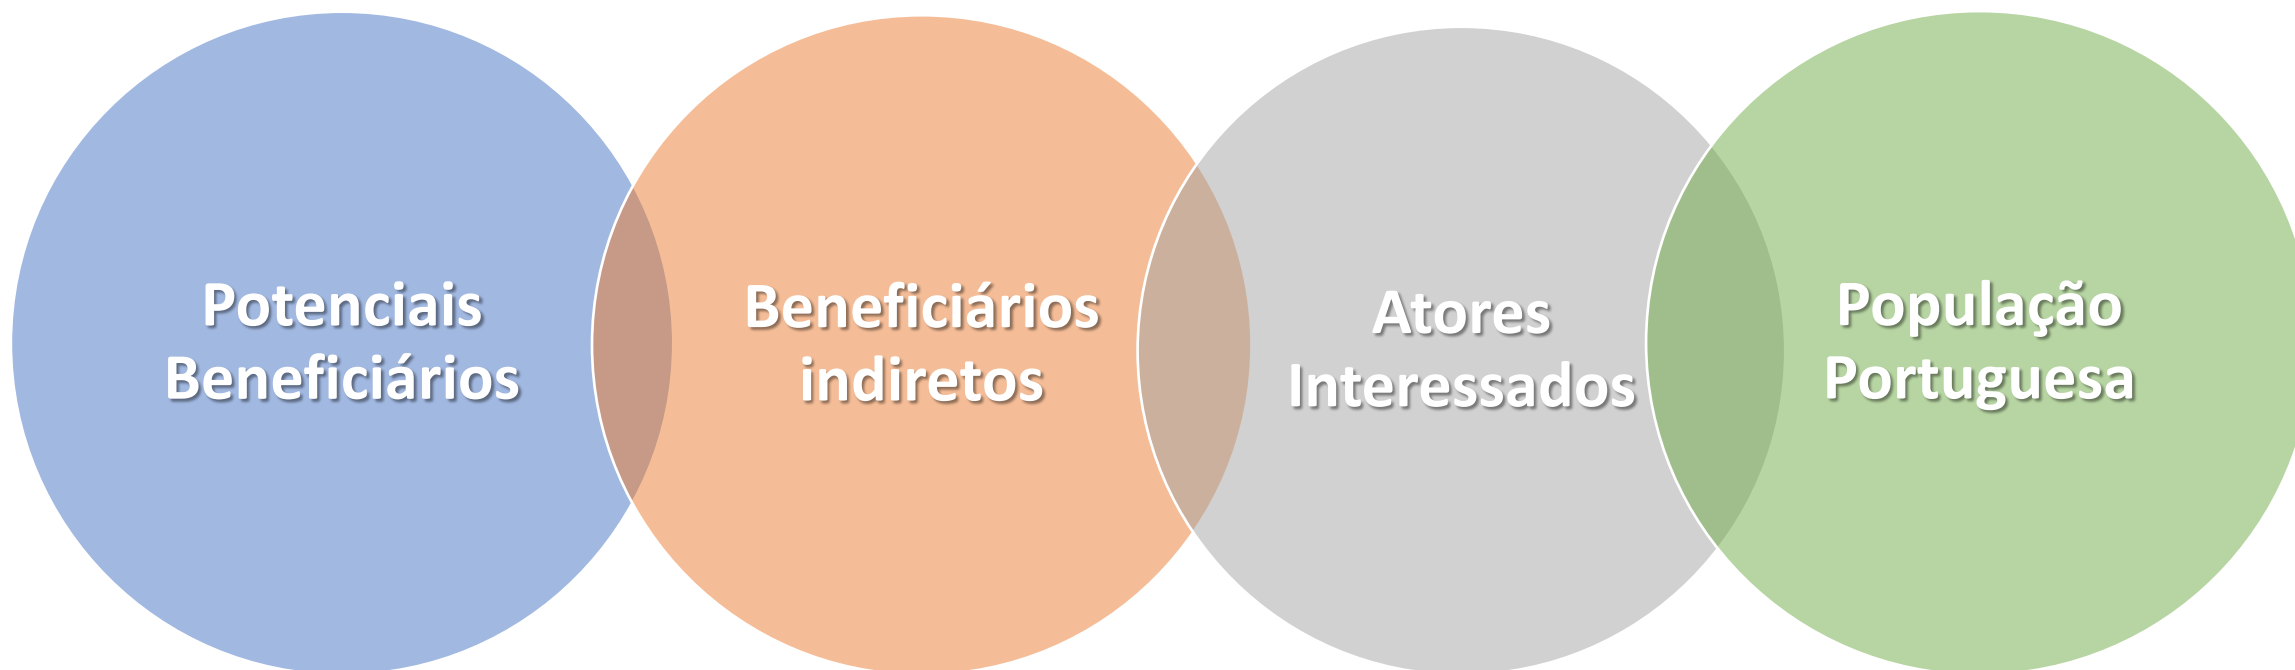 Potenciais
Beneficiários
Beneficiários
indiretos
Atores
Interessados
População
Portuguesa